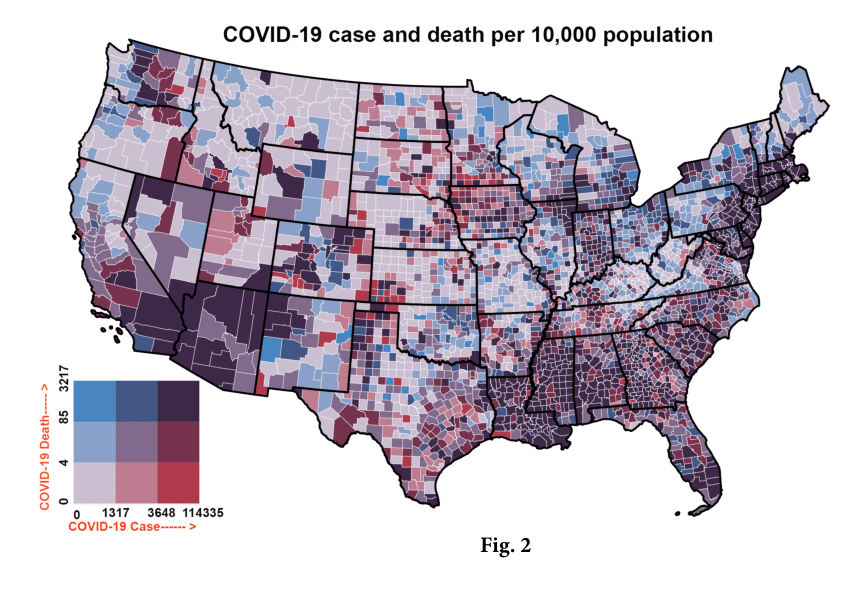 COVID-19 case and death per 10,000 population
COVID-19 Death---- >
3217
85
4
0
0 1317 3648 114335
COVID-19 Case------ >
Fig. 2